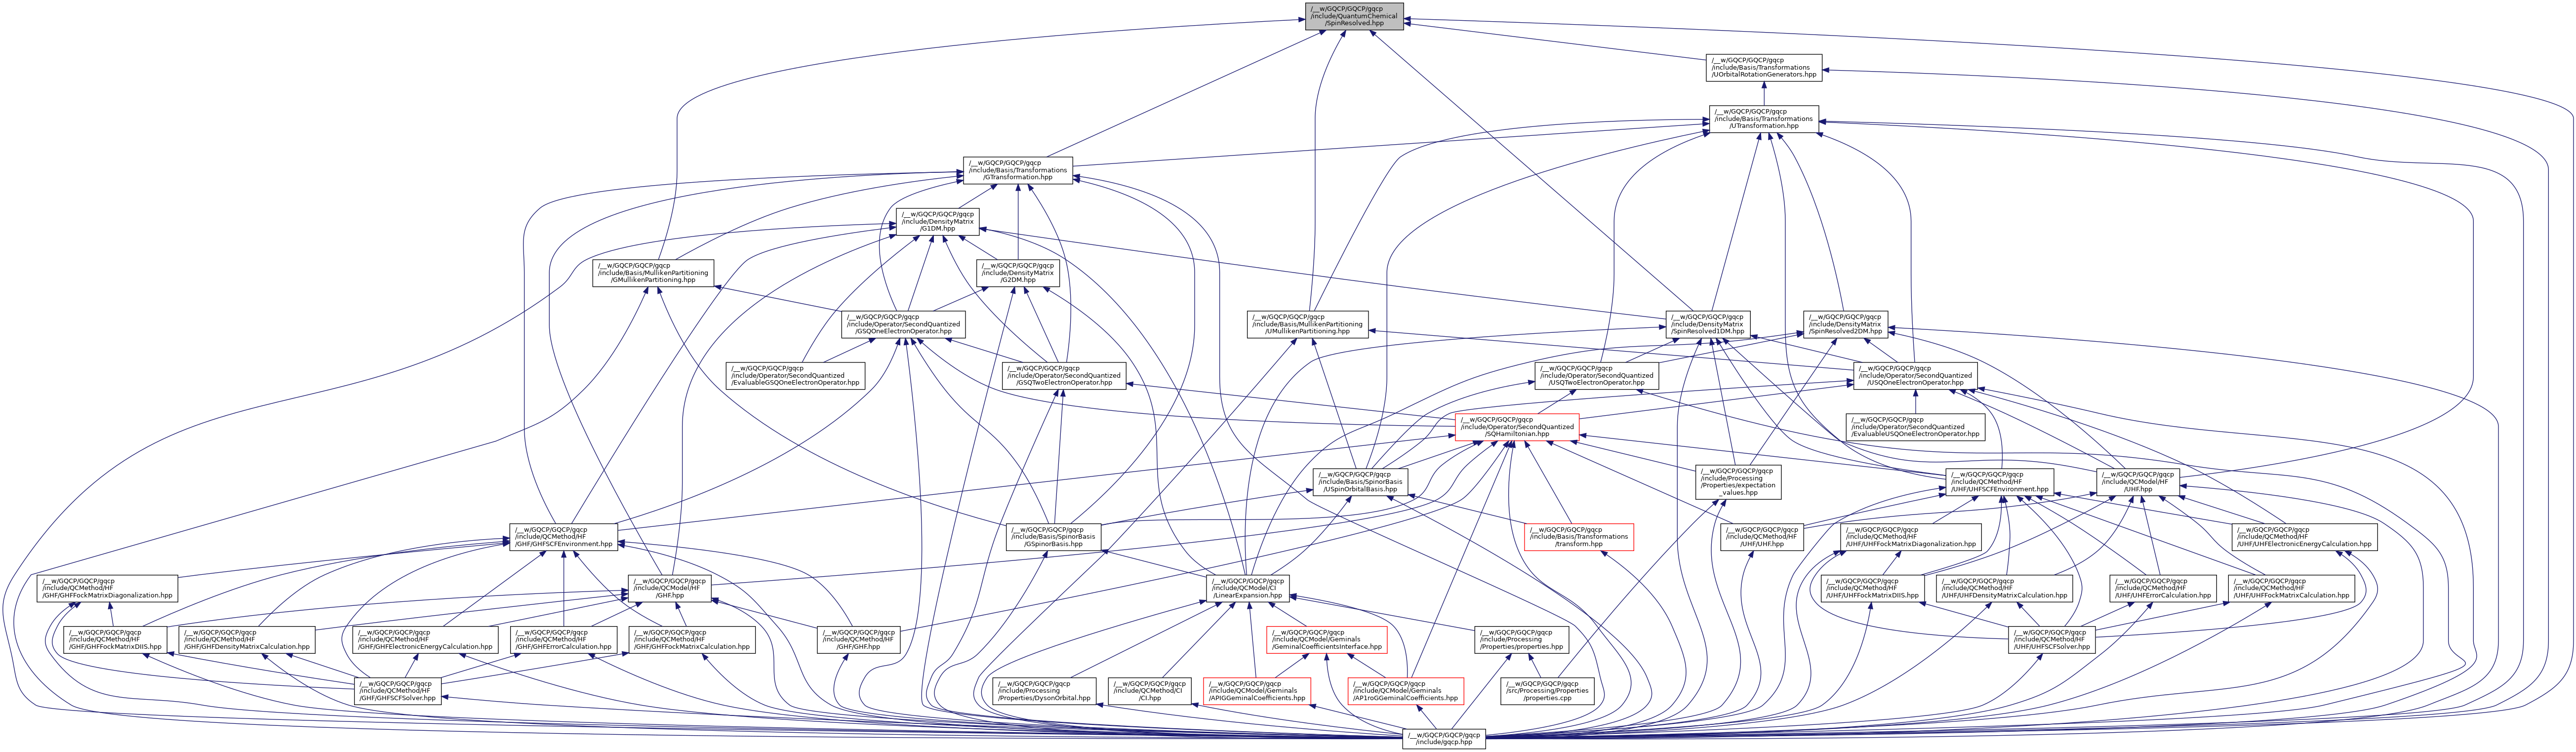 /__w/GQCP/GQCP/gqcp
/include/QuantumChemical
/SpinResolved.hpp
/__w/GQCP/GQCP/gqcp
/include/Basis/Transformations
/UOrbitalRotationGenerators.hpp
/__w/GQCP/GQCP/gqcp
/include/Basis/Transformations
/UTransformation.hpp
/__w/GQCP/GQCP/gqcp
/include/Basis/Transformations
/GTransformation.hpp
/__w/GQCP/GQCP/gqcp
/include/DensityMatrix
/G1DM.hpp
/__w/GQCP/GQCP/gqcp
/include/Basis/MullikenPartitioning
/GMullikenPartitioning.hpp
/__w/GQCP/GQCP/gqcp
/include/DensityMatrix
/G2DM.hpp
/__w/GQCP/GQCP/gqcp
/include/Operator/SecondQuantized
/GSQOneElectronOperator.hpp
/__w/GQCP/GQCP/gqcp
/include/Basis/MullikenPartitioning
/UMullikenPartitioning.hpp
/__w/GQCP/GQCP/gqcp
/include/DensityMatrix
/SpinResolved1DM.hpp
/__w/GQCP/GQCP/gqcp
/include/DensityMatrix
/SpinResolved2DM.hpp
/__w/GQCP/GQCP/gqcp
/include/Operator/SecondQuantized
/EvaluableGSQOneElectronOperator.hpp
/__w/GQCP/GQCP/gqcp
/include/Operator/SecondQuantized
/GSQTwoElectronOperator.hpp
/__w/GQCP/GQCP/gqcp
/include/Operator/SecondQuantized
/USQTwoElectronOperator.hpp
/__w/GQCP/GQCP/gqcp
/include/Operator/SecondQuantized
/USQOneElectronOperator.hpp
/__w/GQCP/GQCP/gqcp
/include/Operator/SecondQuantized
/SQHamiltonian.hpp
/__w/GQCP/GQCP/gqcp
/include/Operator/SecondQuantized
/EvaluableUSQOneElectronOperator.hpp
/__w/GQCP/GQCP/gqcp
/include/Basis/SpinorBasis
/USpinOrbitalBasis.hpp
/__w/GQCP/GQCP/gqcp
/include/Processing
/Properties/expectation
_values.hpp
/__w/GQCP/GQCP/gqcp
/include/QCMethod/HF
/UHF/UHFSCFEnvironment.hpp
/__w/GQCP/GQCP/gqcp
/include/QCModel/HF
/UHF.hpp
/__w/GQCP/GQCP/gqcp
/include/QCMethod/HF
/GHF/GHFSCFEnvironment.hpp
/__w/GQCP/GQCP/gqcp
/include/Basis/SpinorBasis
/GSpinorBasis.hpp
/__w/GQCP/GQCP/gqcp
/include/Basis/Transformations
/transform.hpp
/__w/GQCP/GQCP/gqcp
/include/QCMethod/HF
/UHF/UHF.hpp
/__w/GQCP/GQCP/gqcp
/include/QCMethod/HF
/UHF/UHFFockMatrixDiagonalization.hpp
/__w/GQCP/GQCP/gqcp
/include/QCMethod/HF
/UHF/UHFElectronicEnergyCalculation.hpp
/__w/GQCP/GQCP/gqcp
/include/QCMethod/HF
/GHF/GHFFockMatrixDiagonalization.hpp
/__w/GQCP/GQCP/gqcp
/include/QCModel/HF
/GHF.hpp
/__w/GQCP/GQCP/gqcp
/include/QCModel/CI
/LinearExpansion.hpp
/__w/GQCP/GQCP/gqcp
/include/QCMethod/HF
/UHF/UHFFockMatrixDIIS.hpp
/__w/GQCP/GQCP/gqcp
/include/QCMethod/HF
/UHF/UHFDensityMatrixCalculation.hpp
/__w/GQCP/GQCP/gqcp
/include/QCMethod/HF
/UHF/UHFErrorCalculation.hpp
/__w/GQCP/GQCP/gqcp
/include/QCMethod/HF
/UHF/UHFFockMatrixCalculation.hpp
/__w/GQCP/GQCP/gqcp
/include/QCMethod/HF
/GHF/GHFFockMatrixDIIS.hpp
/__w/GQCP/GQCP/gqcp
/include/QCMethod/HF
/GHF/GHFDensityMatrixCalculation.hpp
/__w/GQCP/GQCP/gqcp
/include/QCMethod/HF
/GHF/GHFElectronicEnergyCalculation.hpp
/__w/GQCP/GQCP/gqcp
/include/QCMethod/HF
/GHF/GHFErrorCalculation.hpp
/__w/GQCP/GQCP/gqcp
/include/QCMethod/HF
/GHF/GHFFockMatrixCalculation.hpp
/__w/GQCP/GQCP/gqcp
/include/QCMethod/HF
/GHF/GHF.hpp
/__w/GQCP/GQCP/gqcp
/include/QCModel/Geminals
/GeminalCoefficientsInterface.hpp
/__w/GQCP/GQCP/gqcp
/include/Processing
/Properties/properties.hpp
/__w/GQCP/GQCP/gqcp
/include/QCMethod/HF
/UHF/UHFSCFSolver.hpp
/__w/GQCP/GQCP/gqcp
/include/QCMethod/HF
/GHF/GHFSCFSolver.hpp
/__w/GQCP/GQCP/gqcp
/include/Processing
/Properties/DysonOrbital.hpp
/__w/GQCP/GQCP/gqcp
/include/QCMethod/CI
/CI.hpp
/__w/GQCP/GQCP/gqcp
/include/QCModel/Geminals
/APIGGeminalCoefficients.hpp
/__w/GQCP/GQCP/gqcp
/include/QCModel/Geminals
/AP1roGGeminalCoefficients.hpp
/__w/GQCP/GQCP/gqcp
/src/Processing/Properties
/properties.cpp
/__w/GQCP/GQCP/gqcp
/include/gqcp.hpp